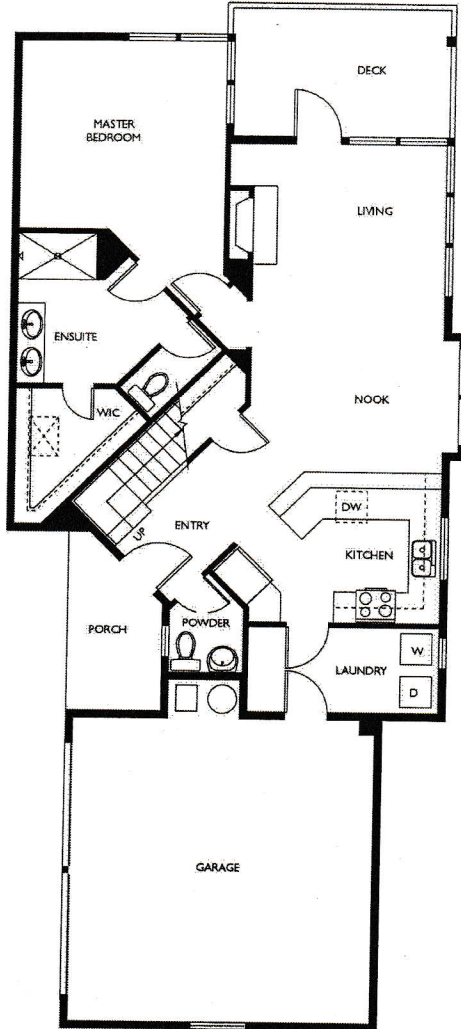 DECK
MASTER
BEDROOM
LIVING
ENSUITE
NOOK
WIC
DW
UP
ENTRY
KITCHEN
POWDER
PORCH
LAUNDRY
W
D
GARAGE